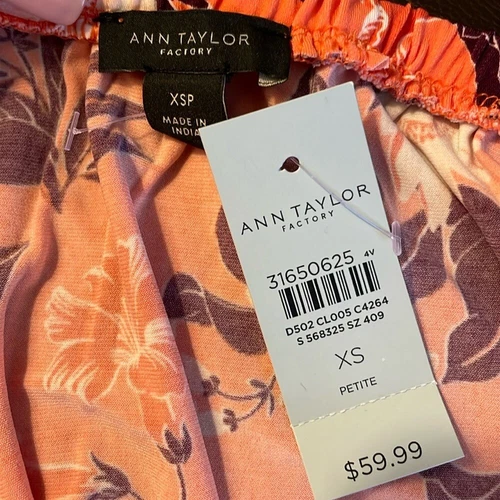 ANN TAYLOR
FACTORY
XSP
MADE IN
INDIA
ANN TAYLOR
FACTORY
31650625 4V
D502 CL005 C4264
S 568325 SZ 409
XS
PETITE
$59.99